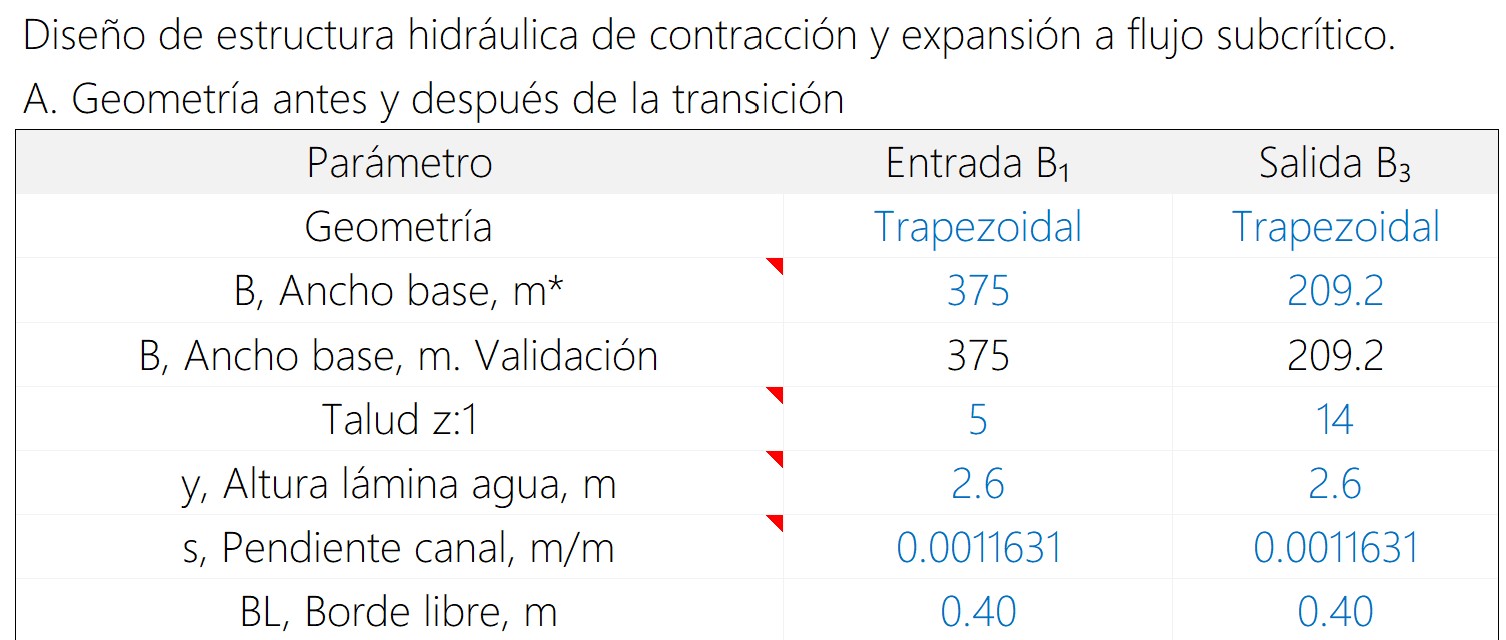 Diseño de estructura hidráulica de contracción y expansión a flujo subcrítico.
A. Geometría antes y después de la transición
Parámetro Entrada B₁ Salida B₃
Geometría Trapezoidal Trapezoidal
B, Ancho base, m* 375 209.2
B, Ancho base, m. Validación 375 209.2
Talud z:1 5 14
y, Altura lámina agua, m 2.6 2.6
s, Pendiente canal, m/m 0.0011631 0.0011631
BL, Borde libre, m 0.40 0.40